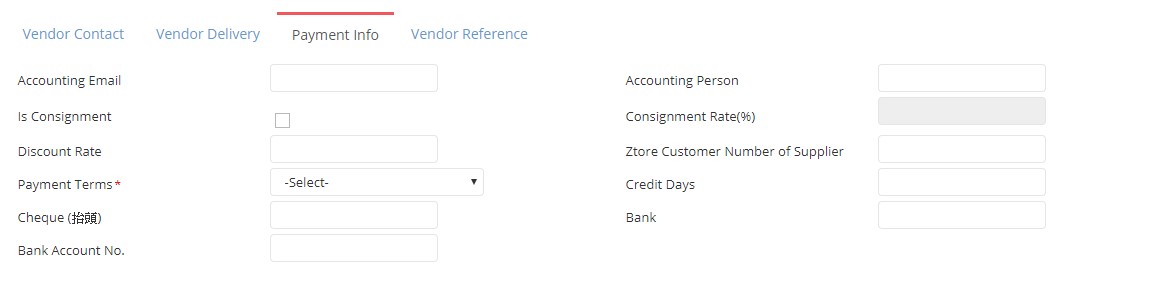 Vendor Contact Vendor Delivery Payment Info Vendor Reference
Accounting Email Accounting Person
Is Consignment Consignment Rate(%)
Discount Rate Ztore Customer Number of Supplier
Payment Terms* -Select- Credit Days
Cheque (抬頭) Bank
Bank Account No.